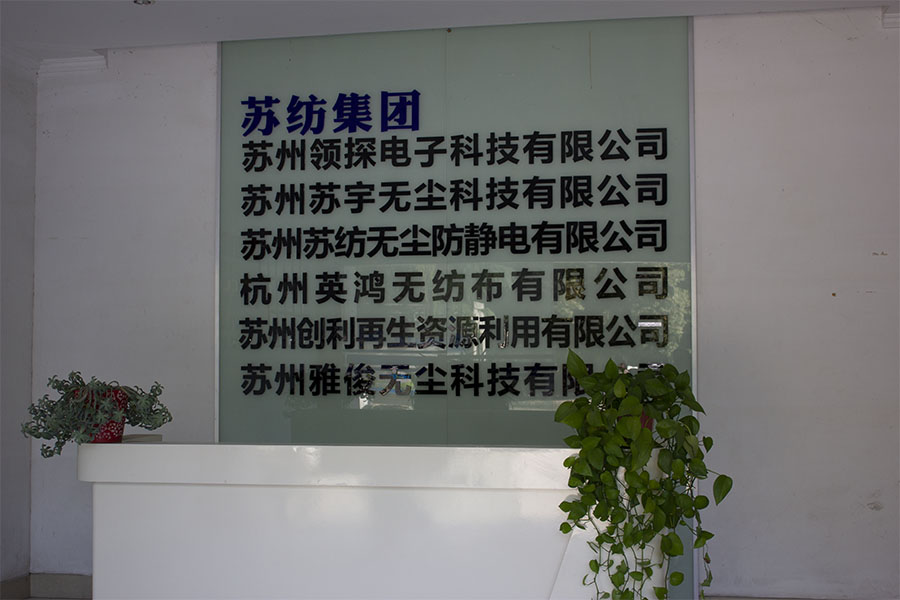 苏纺集团
苏州领探电子科技有限公司
苏州苏宇无尘科技有限公司
苏州苏纺无尘防静电有限公司
杭州英鸿无纺布有限公司
苏州创利再生资源利用有限公司
苏州雅俊无尘科技有限公司